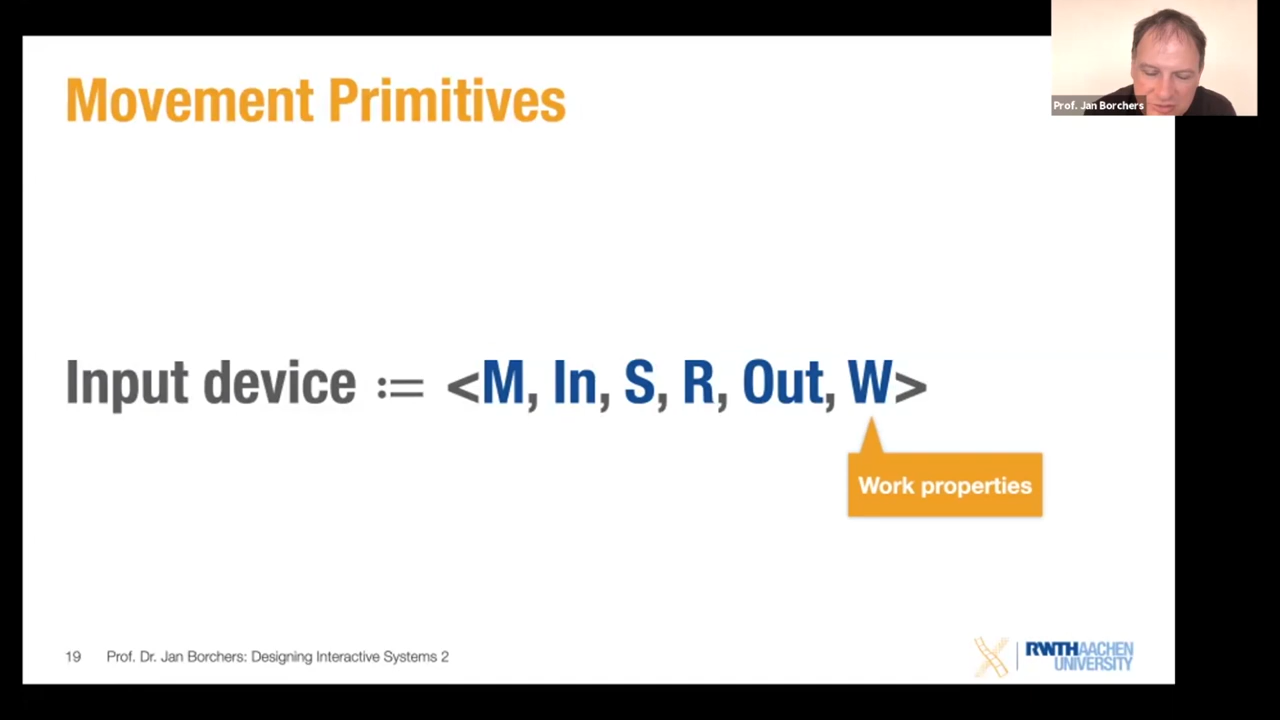 Movement Primitives
Prof. Jan Borchers
Input device := <M, In, S, R, Out, W>
Work properties
19 Prof. Dr. Jan Borchers: Designing Interactive Systems 2
RWTHAACHEN
UNIVERSITY